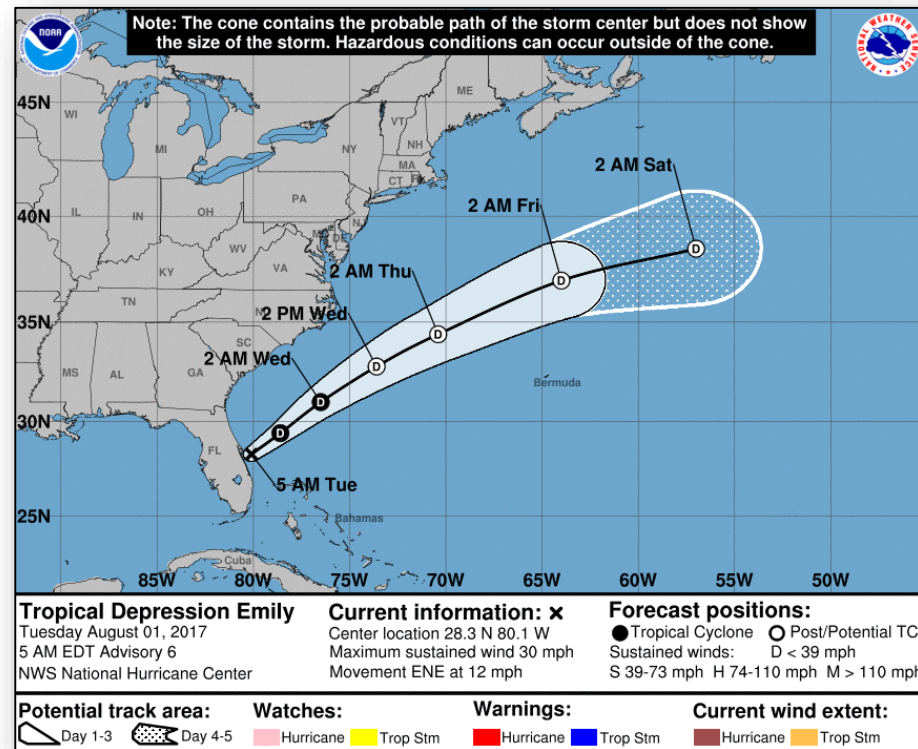 Note: The cone contains the probable path of the storm center but does not show
the size of the storm. Hazardous conditions can occur outside of the cone.
NOAA
NATIONAL WEATHER SERVICE
45N
40N
35N
30N
25N
WI
MI
NY
VT
NH
ME
MA
CT
IL
IN
OH
PA
WV
KY
VA
TN
SC
MS
AL
GA
FL
2 AM Sat
2 AM Fri
2 AM Thu
2 PM Wed
2 AM Wed
5 AM Tue
D
D
D
D
D
D
Bermuda
Bahamas
Cuba
85W 80W 75W 70W 65W 60W 55W 50W
Tropical Depression Emily
Tuesday August 01, 2017
5 AM EDT Advisory 6
NWS National Hurricane Center
Current information: x
Center location 28.3 N 80.1 W
Maximum sustained wind 30 mph
Movement ENE at 12 mph
Forecast positions:
Tropical Cyclone Post/Potential TC
Sustained winds: D < 39 mph
S 39-73 mph H 74-110 mph M > 110 mph
Potential track area:
Day 1-3 Day 4-5
Watches:
Hurricane Trop Stm
Warnings:
Hurricane Trop Stm
Current wind extent:
Hurricane Trop Stm